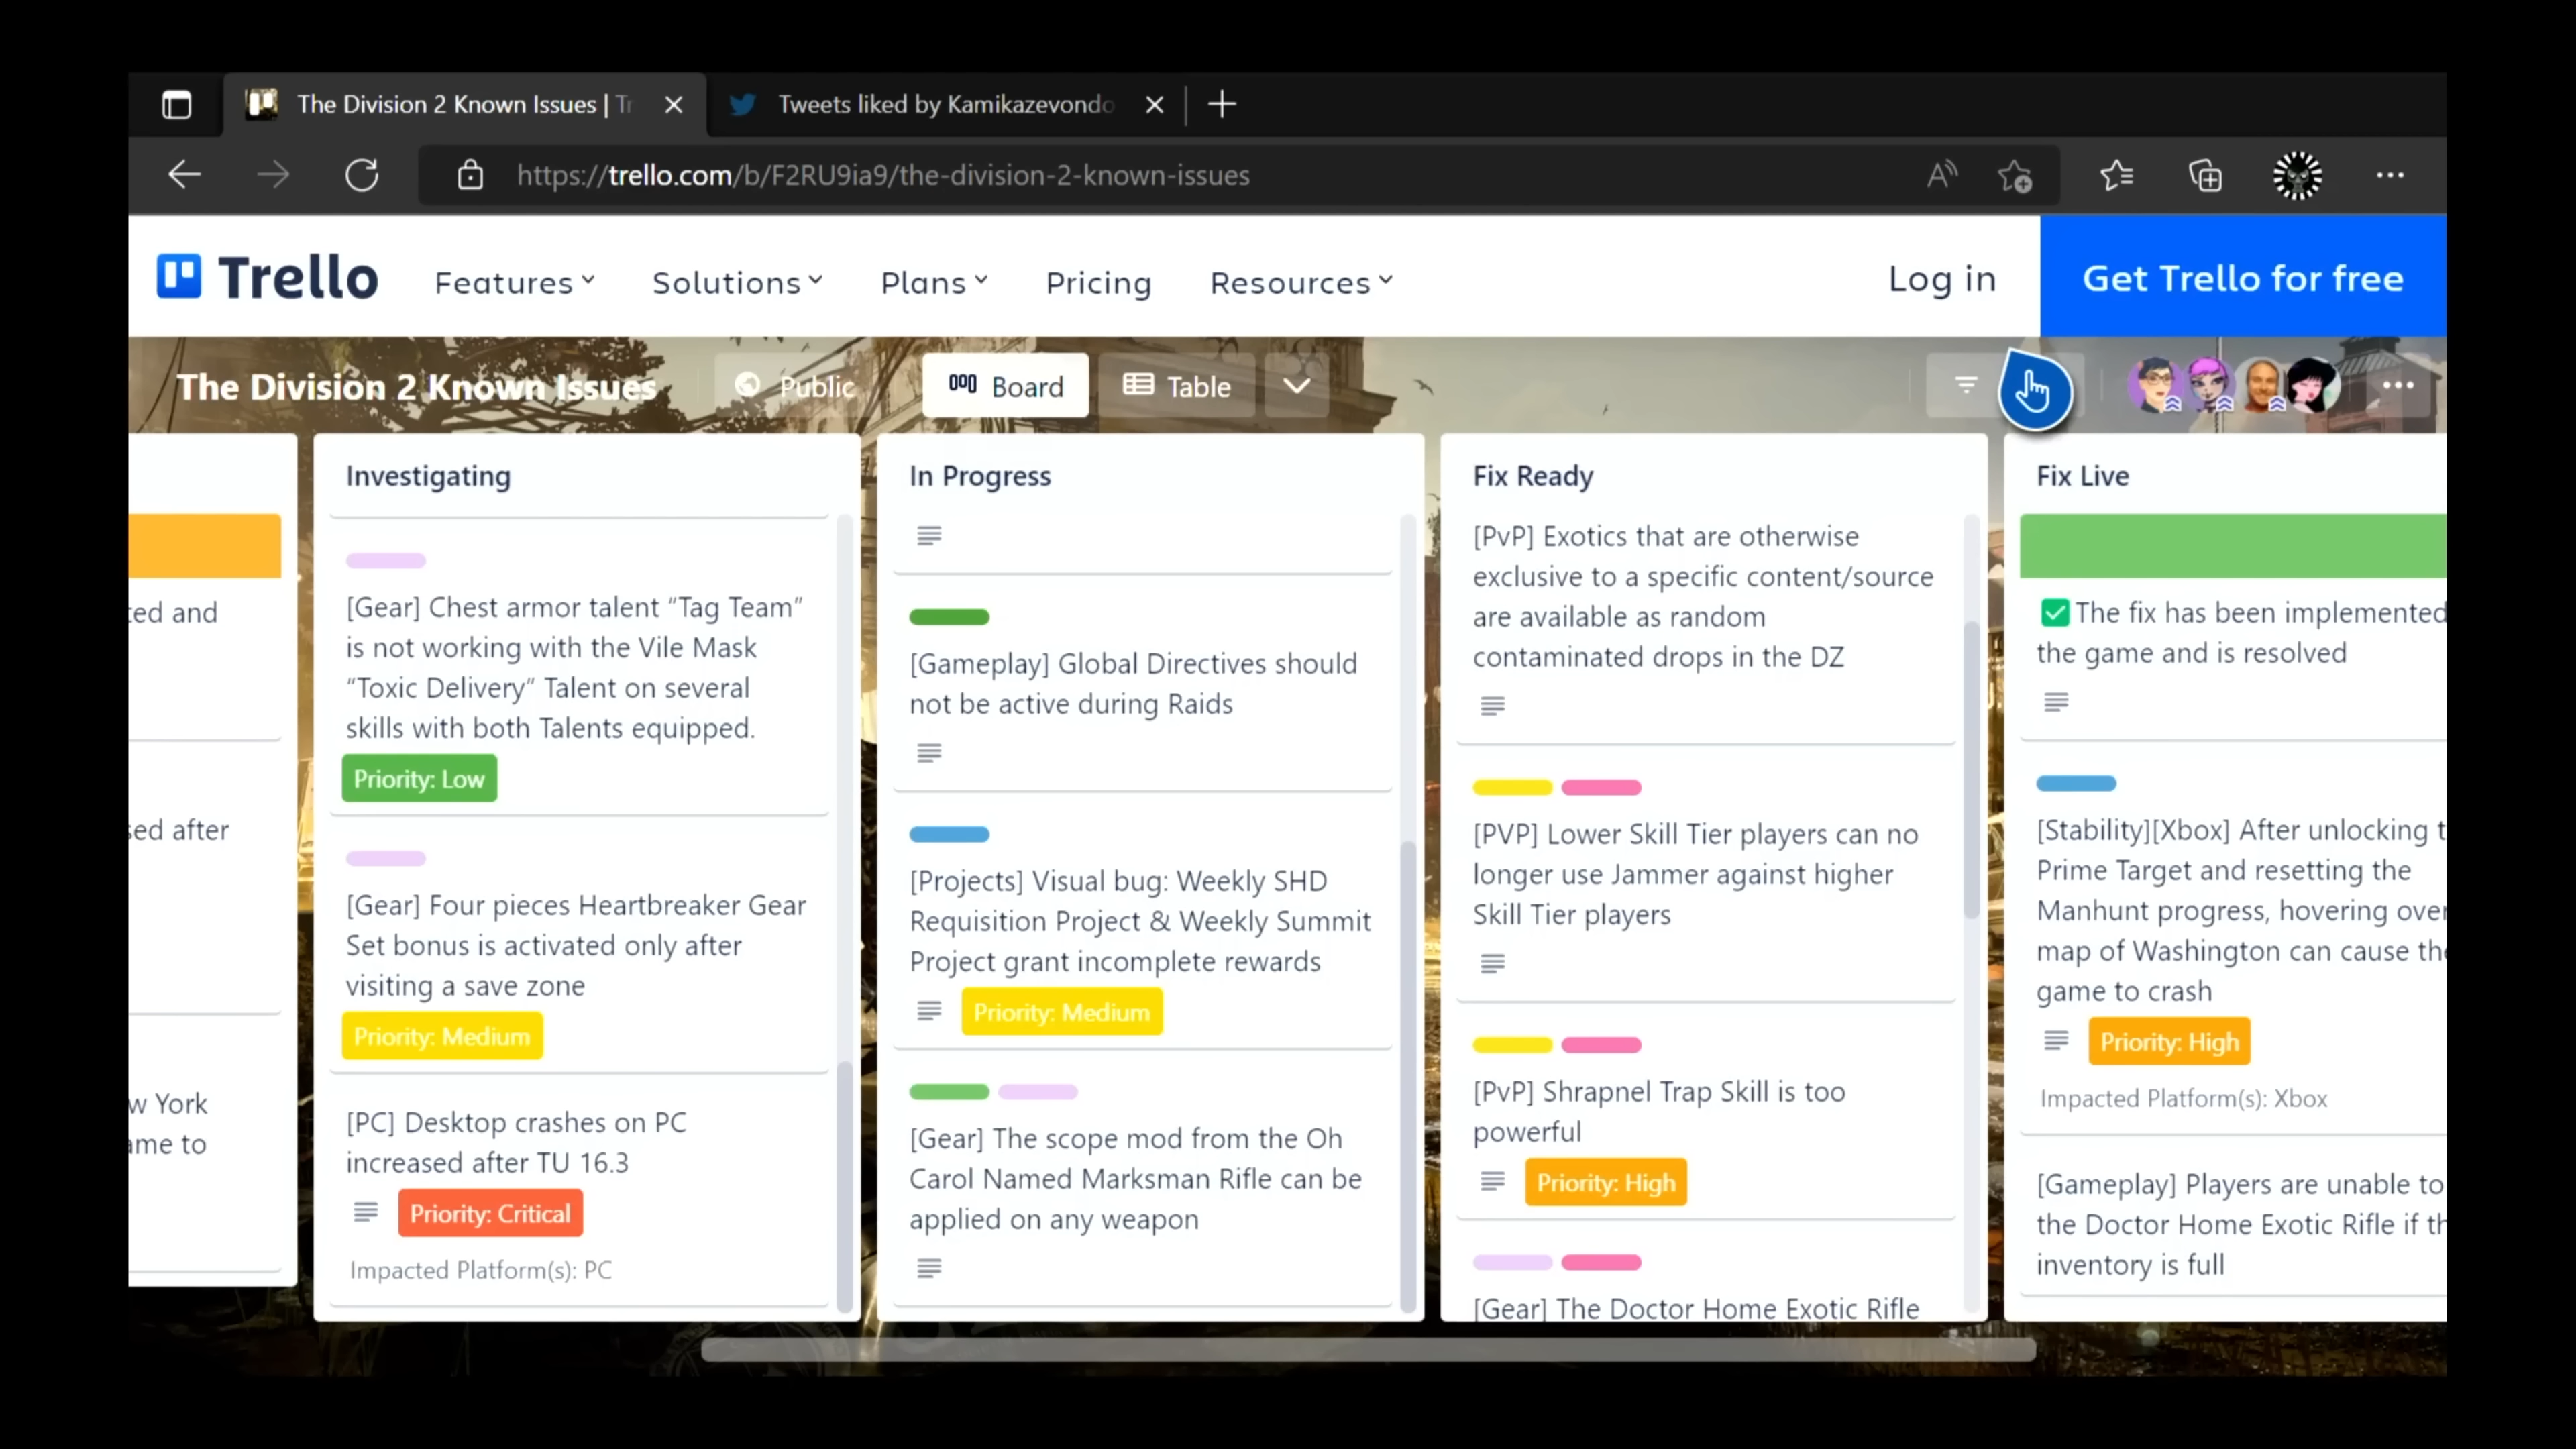 The Division 2 Known Issues | Tr
Tweets liked by Kamikazevondo
https://trello.com/b/F2RU9ia9/the-division-2-known-issues
Trello
Features
Solutions
Plans
Pricing
Resources
Log in
Get Trello for free
The Division 2 Known Issues
Public
Board
Table
ted and
sed after
w York
ame to
Investigating
[Gear] Chest armor talent “Tag Team”
is not working with the Vile Mask
“Toxic Delivery” Talent on several
skills with both Talents equipped.
Priority: Low
[Gear] Four pieces Heartbreaker Gear
Set bonus is activated only after
visiting a save zone
Priority: Medium
[PC] Desktop crashes on PC
increased after TU 16.3
Priority: Critical
Impacted Platform(s): PC
In Progress
[Gameplay] Global Directives should
not be active during Raids
[Projects] Visual bug: Weekly SHD
Requisition Project & Weekly Summit
Project grant incomplete rewards
Priority: Medium
[Gear] The scope mod from the Oh
Carol Named Marksman Rifle can be
applied on any weapon
Fix Ready
[PvP] Exotics that are otherwise
exclusive to a specific content/source
are available as random
contaminated drops in the DZ
[PVP] Lower Skill Tier players can no
longer use Jammer against higher
Skill Tier players
[PvP] Shrapnel Trap Skill is too
powerful
Priority: High
[Gear] The Doctor Home Exotic Rifle
Fix Live
✅The fix has been implemented
the game and is resolved
[Stability][Xbox] After unlocking t
Prime Target and resetting the
Manhunt progress, hovering over
map of Washington can cause the
game to crash
Priority: High
Impacted Platform(s): Xbox
[Gameplay] Players are unable to
the Doctor Home Exotic Rifle if th
inventory is full